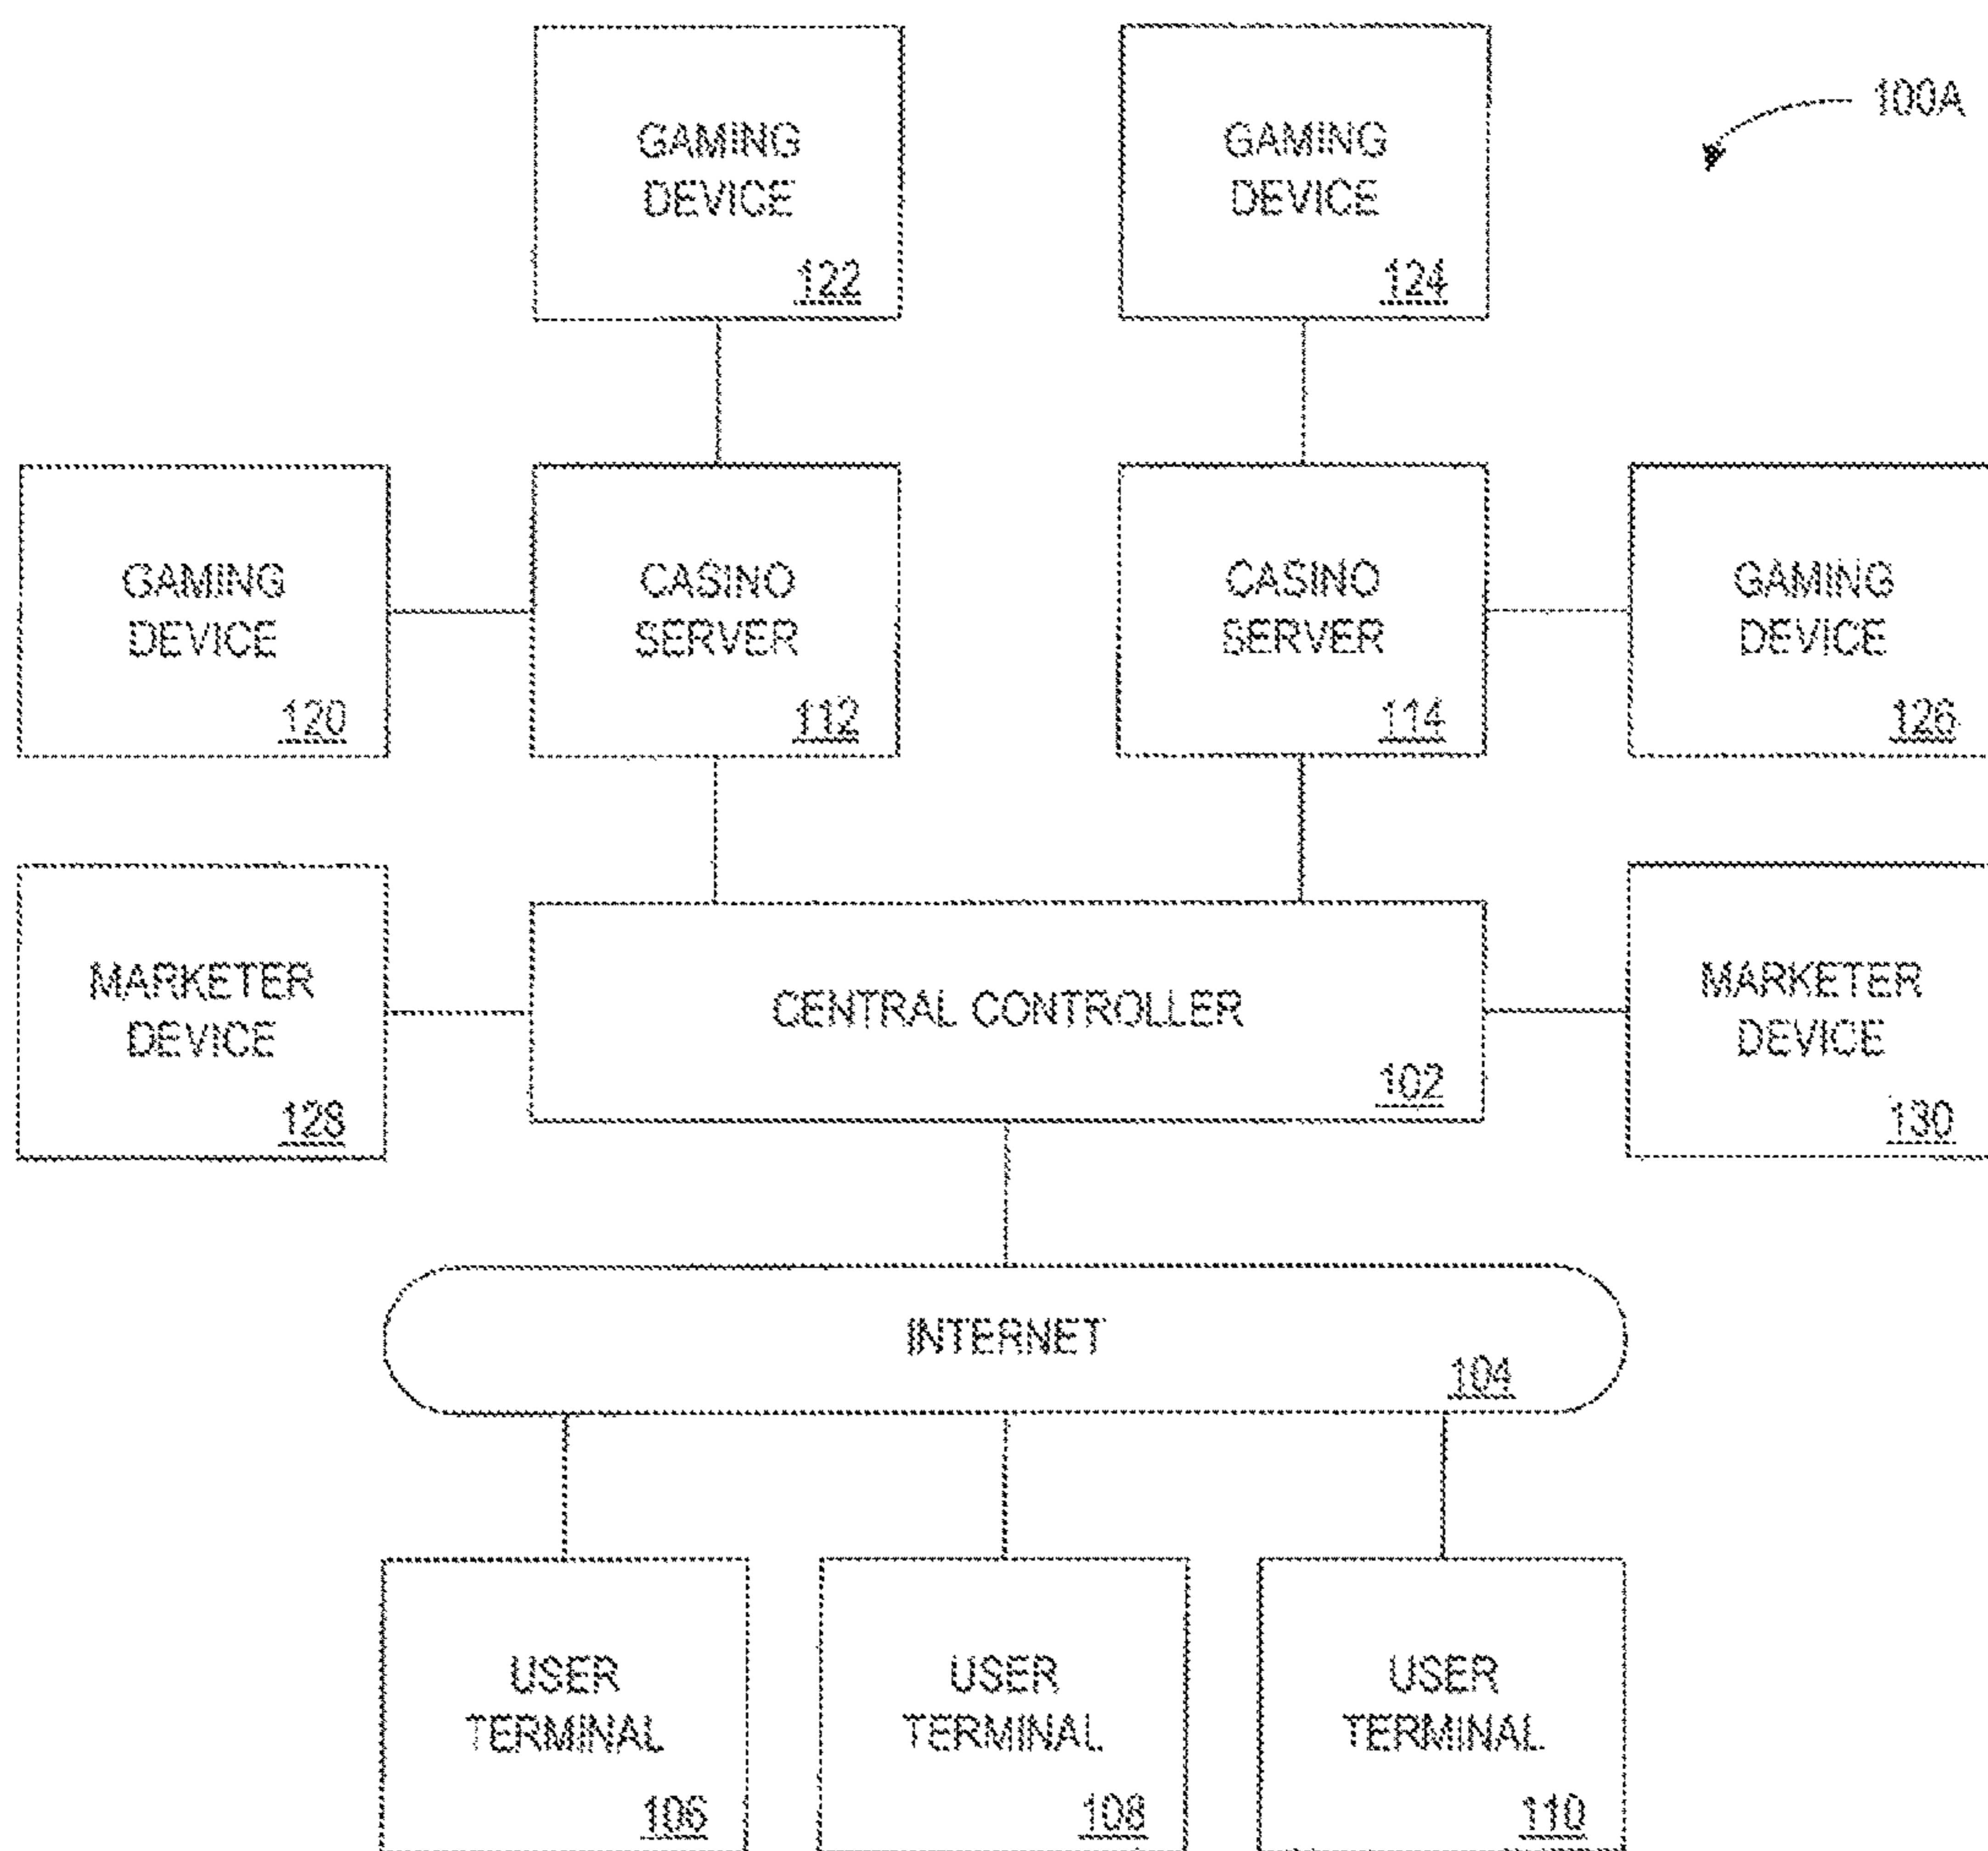 100A
GAMING
DEVICE
122
GAMING
DEVICE
124
GAMING
DEVICE
120
CASINO
SERVER
112
CASINO
SERVER
114
GAMING
DEVICE
126
MARKETER
DEVICE
128
CENTRAL CONTROLLER
102
MARKETER
DEVICE
130
INTERNET
104
USER
TERMINAL
106
USER
TERMINAL
108
USER
TERMINAL
110